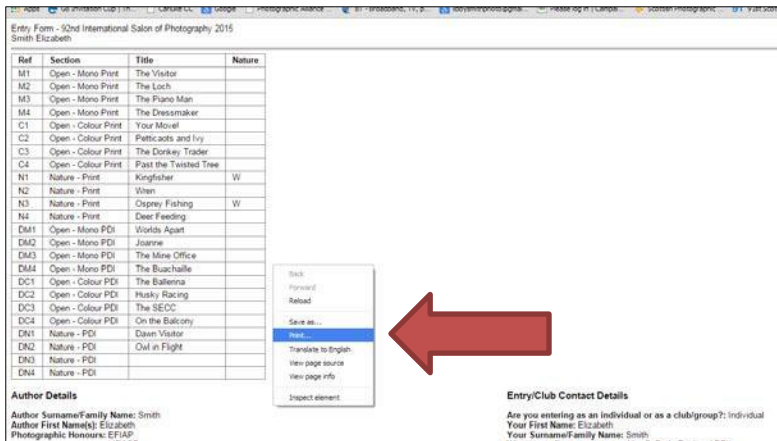 Apps
Entry Form - 92nd International Salon of Photography 2015
Smith Elizabeth
Ref Section Title Nature
M1 Open - Mono Print The Visitor
M2 Open - Mono Print The Loch
M3 Open - Mono Print The Piano Man
M4 Open - Mono Print The Dressmaker
C1 Open - Colour Print Your Move!
C2 Open - Colour Print Petticaots and Ivy
C3 Open - Colour Print The Donkey Trader
C4 Open - Colour Print Past the Twisted Tree
N1 Nature - Print Kingfisher W
N2 Nature - Print Wren
N3 Nature - Print Osprey Fishing W
N4 Nature - Print Deer Feeding
DM1 Open - Mono PDI Worlds Apart
DM2 Open - Mono PDI Joanne
DM3 Open - Mono PDI The Mine Office
DM4 Open - Mono PDI The Buachaille
DC1 Open - Colour PDI The Ballerina
DC2 Open - Colour PDI Husky Racing
DC3 Open - Colour PDI The SECC
DC4 Open - Colour PDI On the Balcony
DN1 Nature - PDI Dawn Visitor
DN2 Nature - PDI Owl in Flight
DN3 Nature - PDI
DN4 Nature - PDI
Back
Forward
Reload
Save as...
Print...
Translate to English
View page source
View page info
Inspect element
Author Details
Author Surname/Family Name: Smith
Author First Name(s): Elizabeth
Photographic Honours: EFIAP
Entry/Club Contact Details
Are you entering as an individual or as a club/group?: Individual
Your First Name: Elizabeth
Your Surname/Family Name: Smith